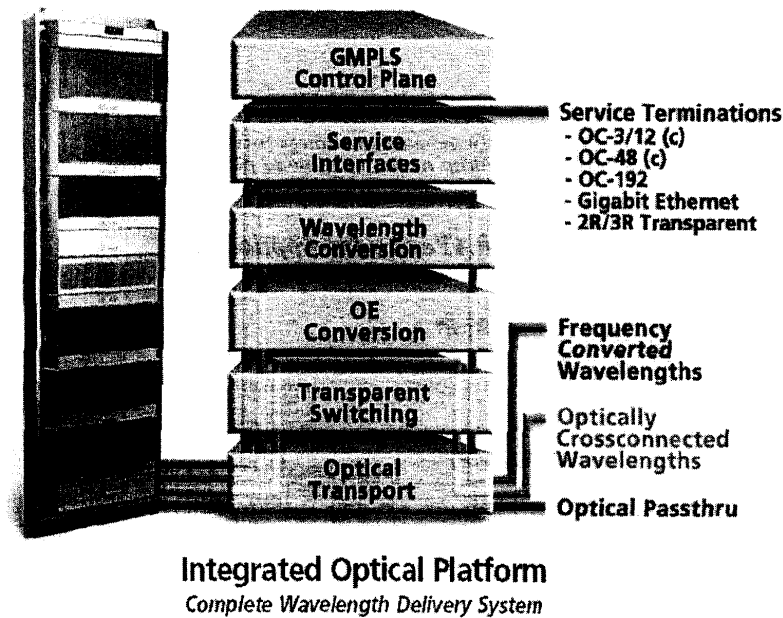 GMPLS
Control Plane
Service
Interfaces
Wavelength
Conversion
OE
Conversion
Transparent
Switching
Optical
Transport
Service Terminations
- OC-3/12 (c)
- OC-48 (c)
- OC-192
- Gigabit Ethernet
- 2R/3R Transparent
Frequency
Converted
Wavelengths
Optically
Crossconnected
Wavelengths
Optical Passthru
Integrated Optical Platform
Complete Wavelength Delivery System